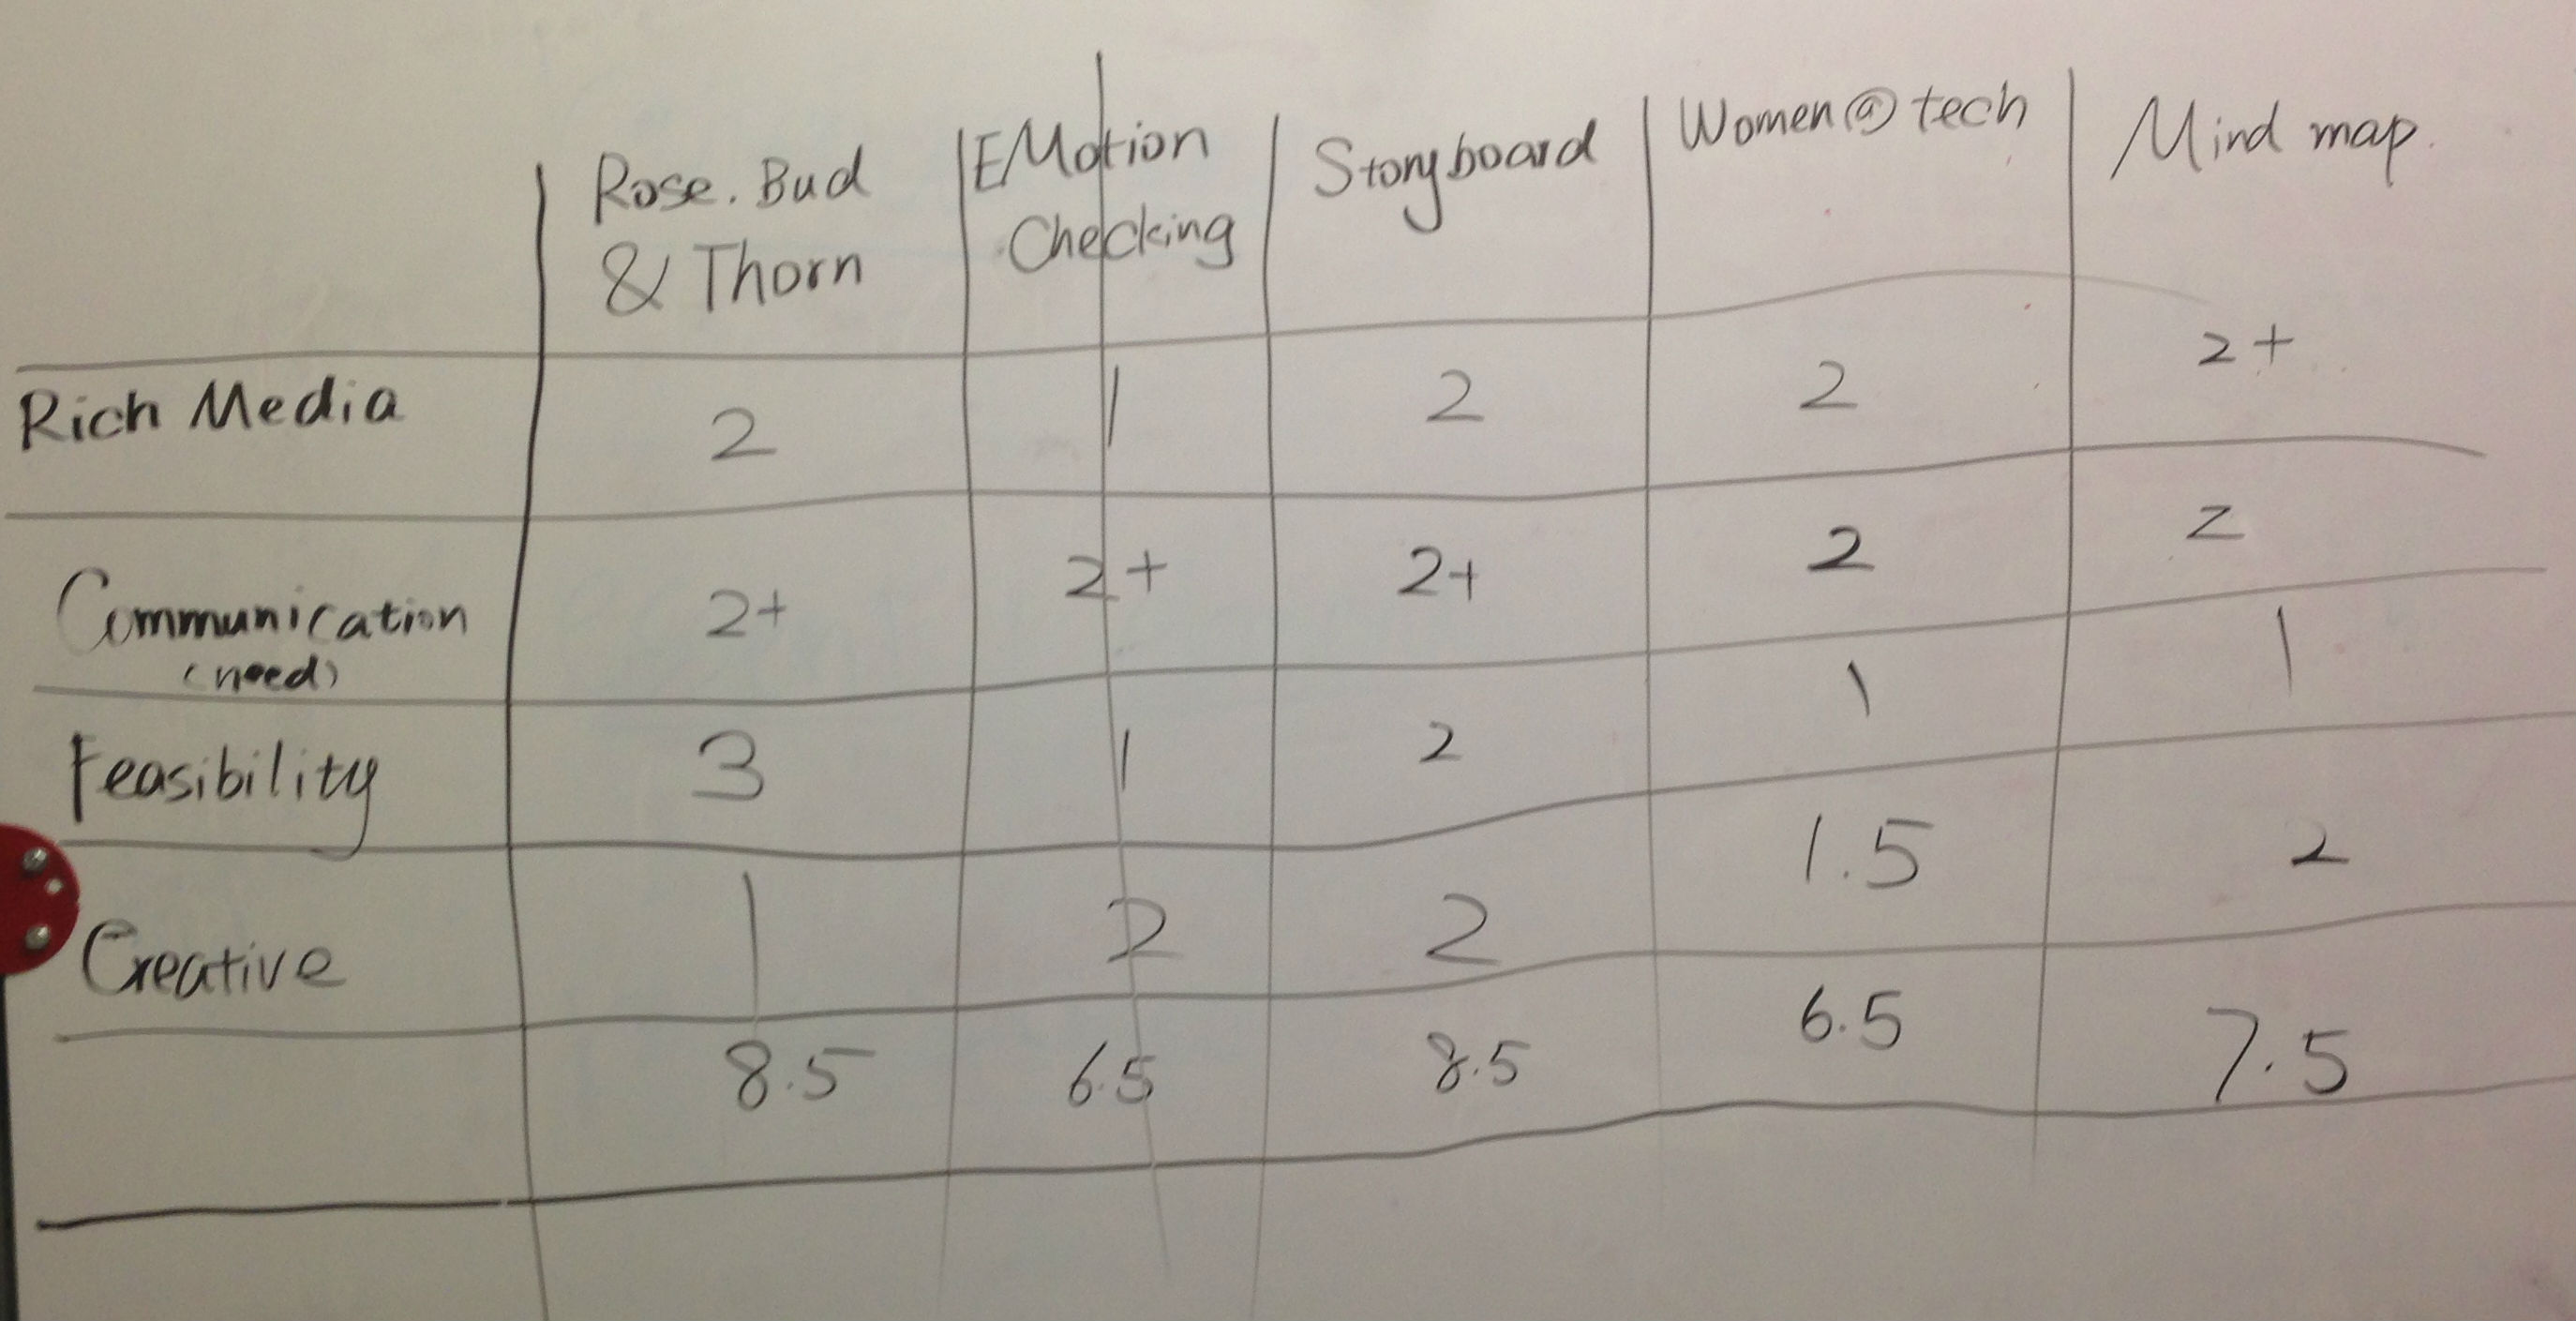 Rose. Bud EMotion Storyboard Women@tech Mind map.
& Thorn Checking
Rich Media 2 1 2 2 2+
Communication 2+ 2+ 2+ 2 2
(need)
Feasibility 3 1 2 1 1
Creative 1 2 2 1.5 2
8.5 6.5 8.5 6.5 7.5